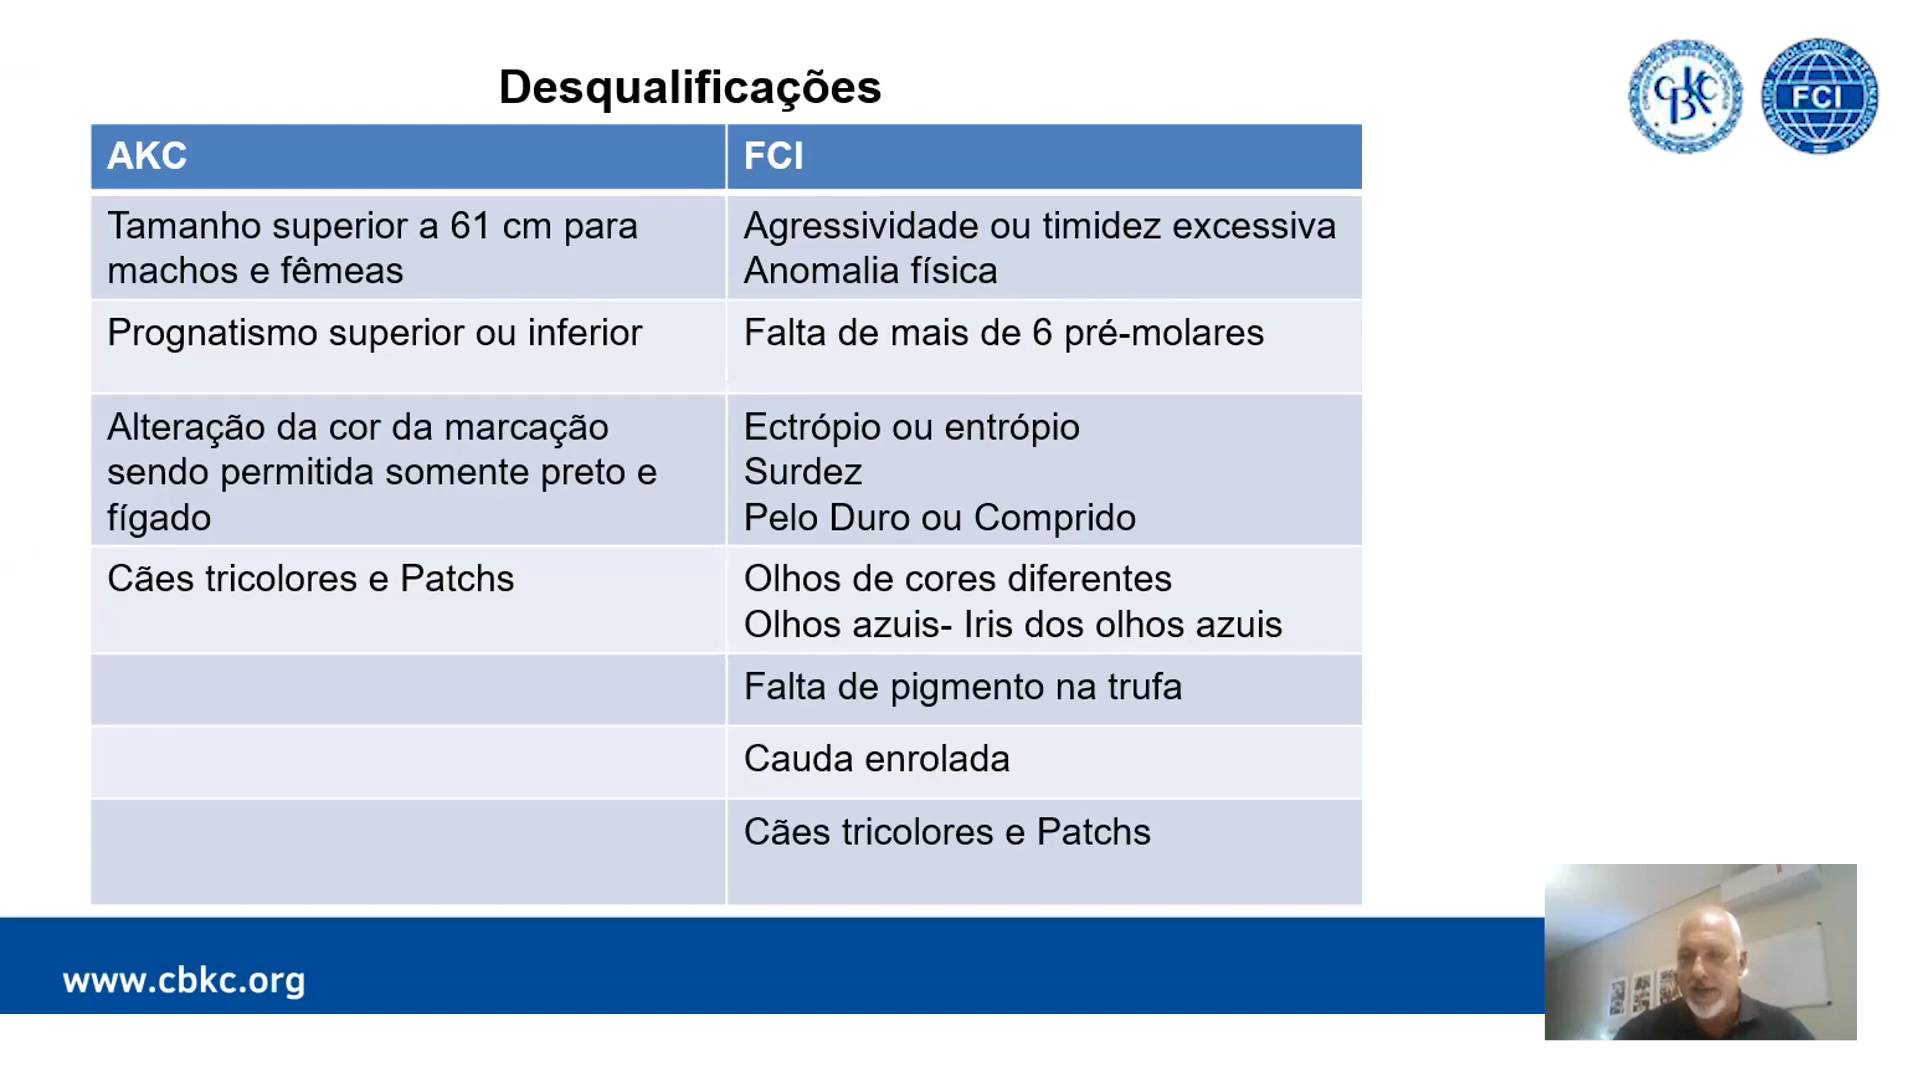 Desqualificações
CBKC
FCI
AKC
FCI
Tamanho superior a 61 cm para
machos e fêmeas
Agressividade ou timidez excessiva
Anomalia física
Prognatismo superior ou inferior
Falta de mais de 6 pré-molares
Alteração da cor da marcação
sendo permitida somente preto e
fígado
Ectrópio ou entrópio
Surdez
Pelo Duro ou Comprido
Cães tricolores e Patchs
Olhos de cores diferentes
Olhos azuis- Iris dos olhos azuis
Falta de pigmento na trufa
Cauda enrolada
Cães tricolores e Patchs
www.cbkc.org